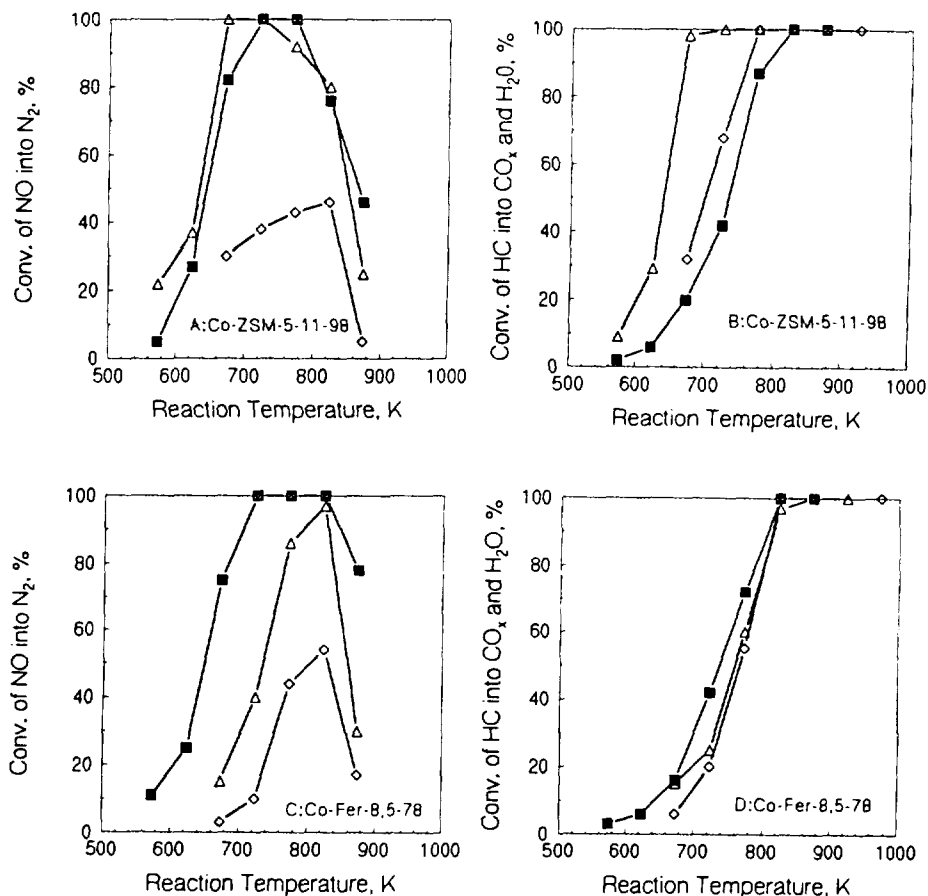 Conv. of NO into N₂, %
100
80
60
40
20
0
A:Co-ZSM-5-11-98
500 600 700 800 900 1000
Reaction Temperature, K
Conv. of HC into COₓ and H₂0, %
100
80
60
40
20
0
B:Co-ZSM-5-11-98
500 600 700 800 900 1000
Reaction Temperature, K
Conv. of NO into N₂, %
100
80
60
40
20
0
C:Co-Fer-8,5-78
500 600 700 800 900 1000
Reaction Temperature, K
Conv. of HC into COₓ and H₂O, %
100
80
60
40
20
0
D:Co-Fer-8,5-78
500 600 700 800 900 1000
Reaction Temperature, K